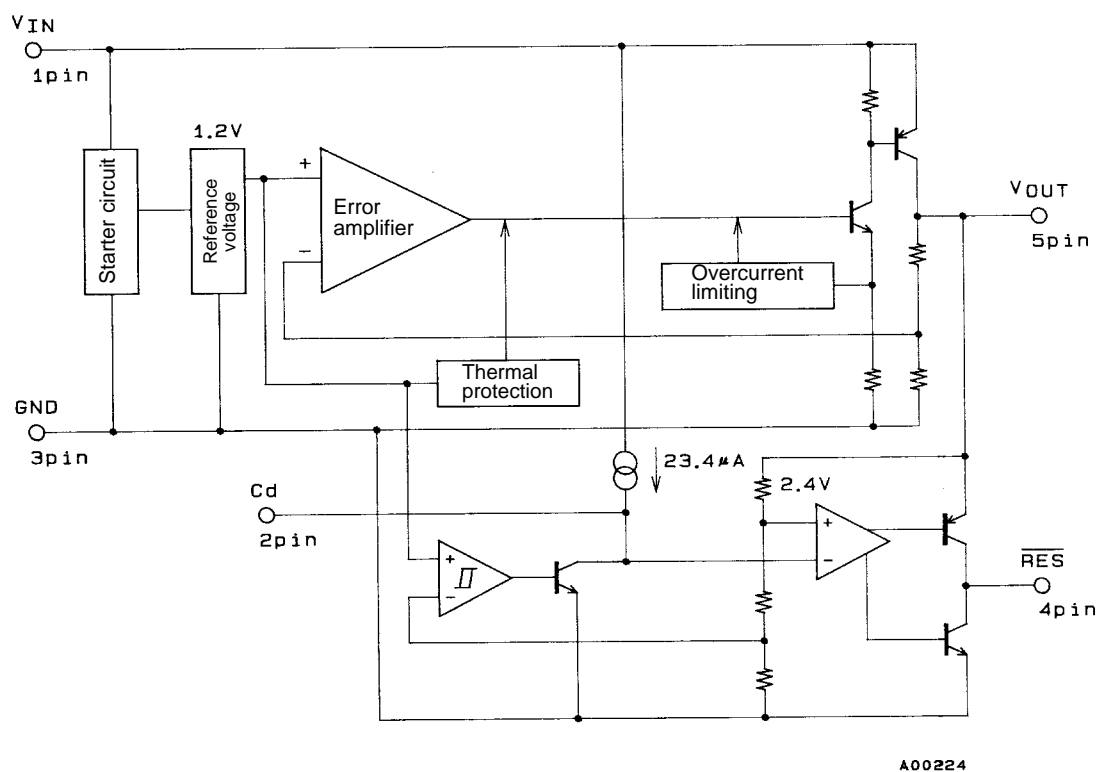 VIN
1pin
1.2V
Starter circuit
Reference
voltage
+
−
Error
amplifier
VOUT
5pin
Overcurrent
limiting
Thermal
protection
GND
3pin
23.4μA
Cd
2pin
2.4V
+
−
+
−
RES
4pin
A00224